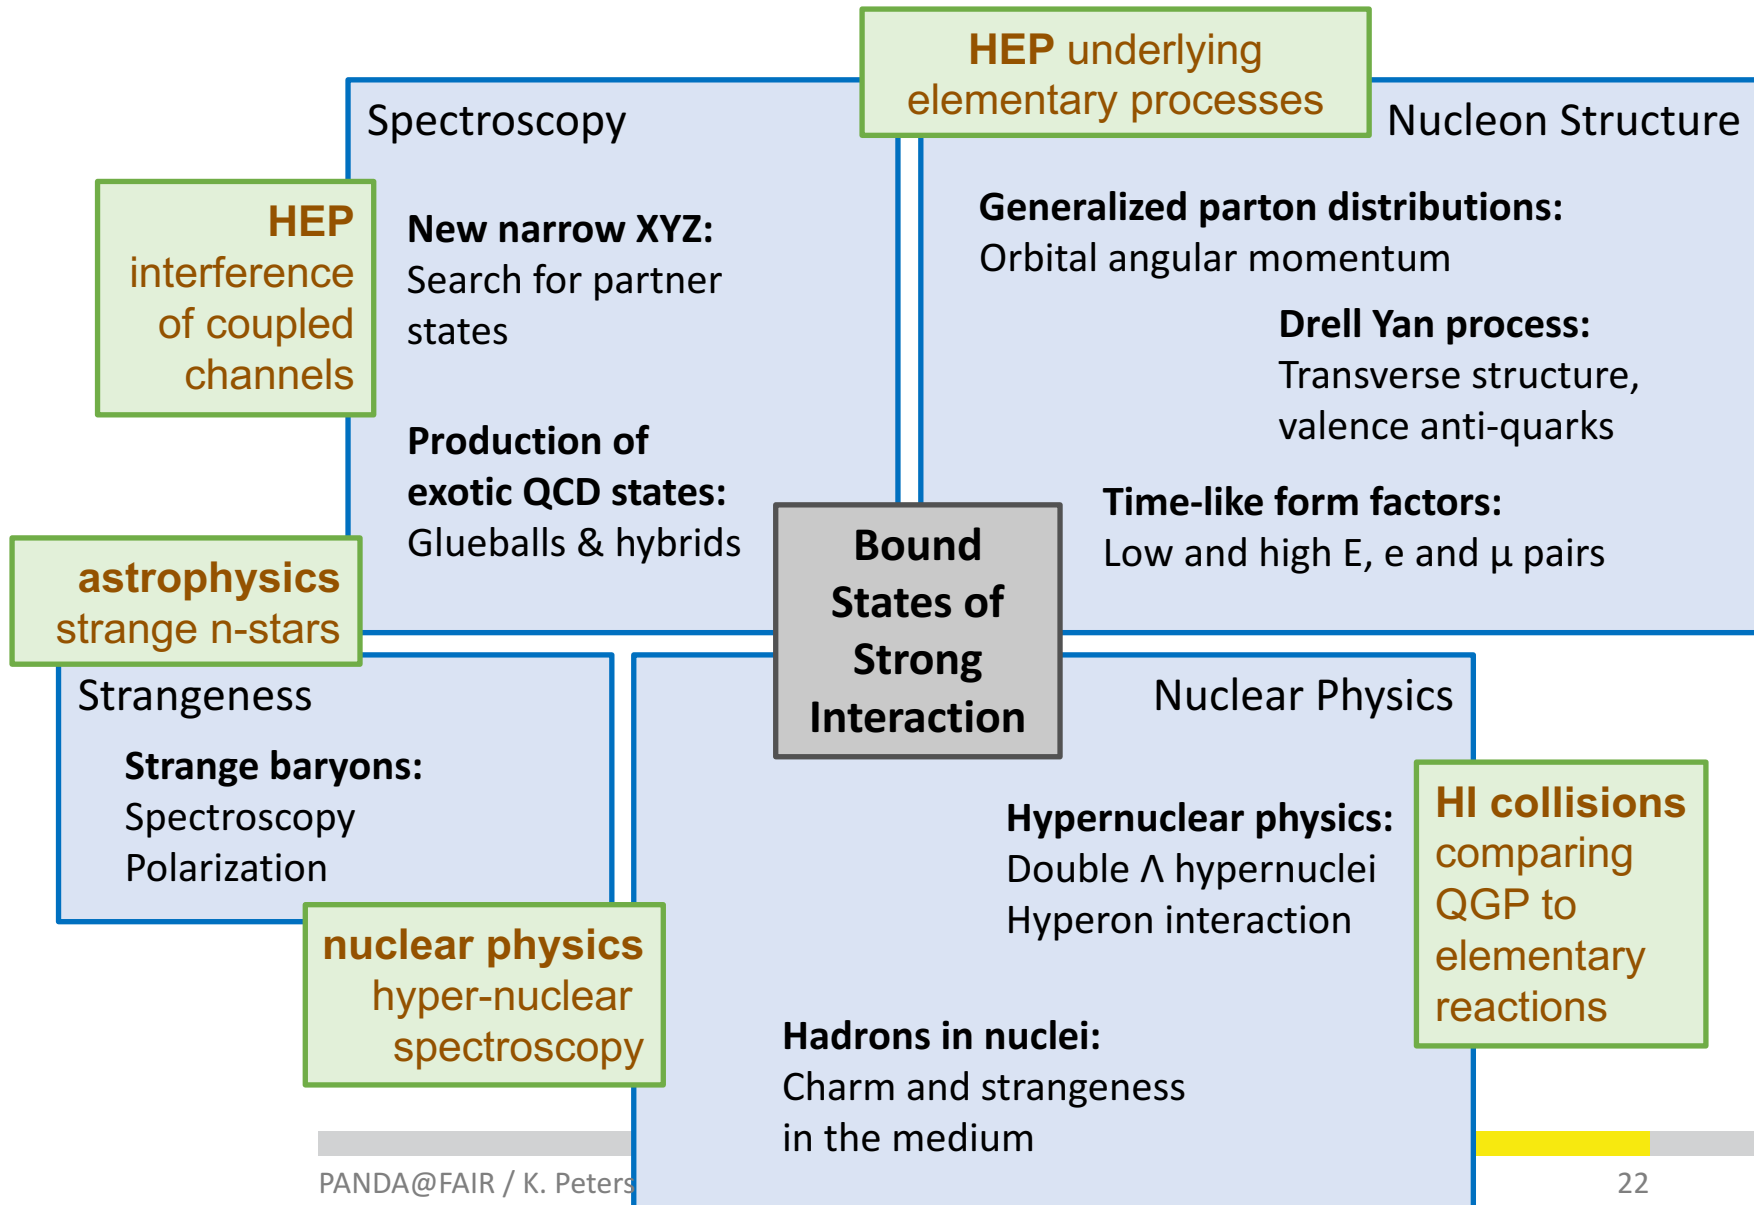 HEP underlying
elementary processes
Spectroscopy
New narrow XYZ:
Search for partner
states
Production of
exotic QCD states:
Glueballs & hybrids
HEP
interference
of coupled
channels
Nucleon Structure
Generalized parton distributions:
Orbital angular momentum
Drell Yan process:
Transverse structure,
valence anti-quarks
Time-like form factors:
Low and high E, e and μ pairs
Bound
States of
Strong
Interaction
astrophysics
strange n-stars
Strangeness
Strange baryons:
Spectroscopy
Polarization
nuclear physics
hyper-nuclear
spectroscopy
Nuclear Physics
Hypernuclear physics:
Double Λ hypernuclei
Hyperon interaction
Hadrons in nuclei:
Charm and strangeness
in the medium
HI collisions
comparing
QGP to
elementary
reactions
PANDA@FAIR / K. Peters
22